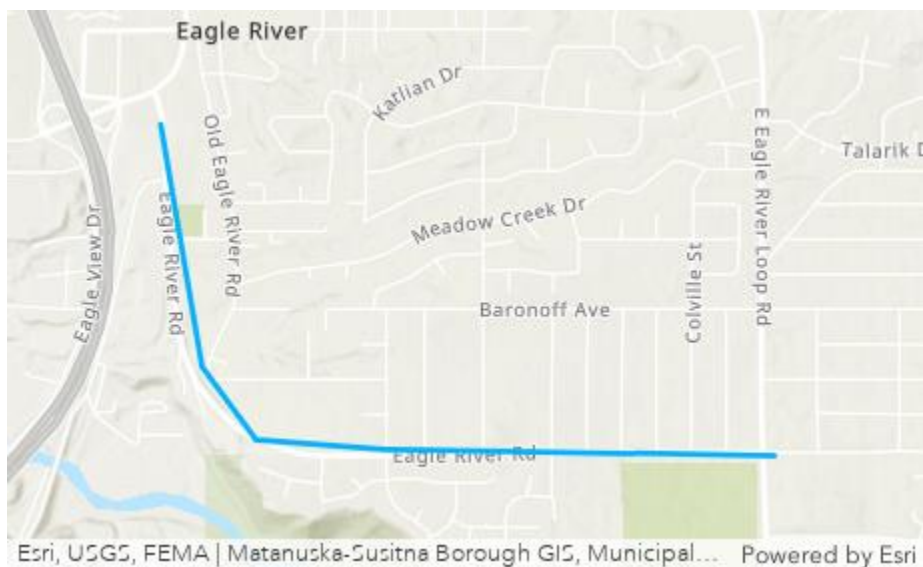 Eagle River
Katlian Dr
Old Eagle River Rd
E Eagle River Loop Rd
Talarik D
Eagle River Rd
Meadow Creek Dr
Eagle View Dr
Colville St
Baronoff Ave
Eagle River Rd
Esri, USGS, FEMA | Matanuska-Susitna Borough GIS, Municipal... Powered by Esri